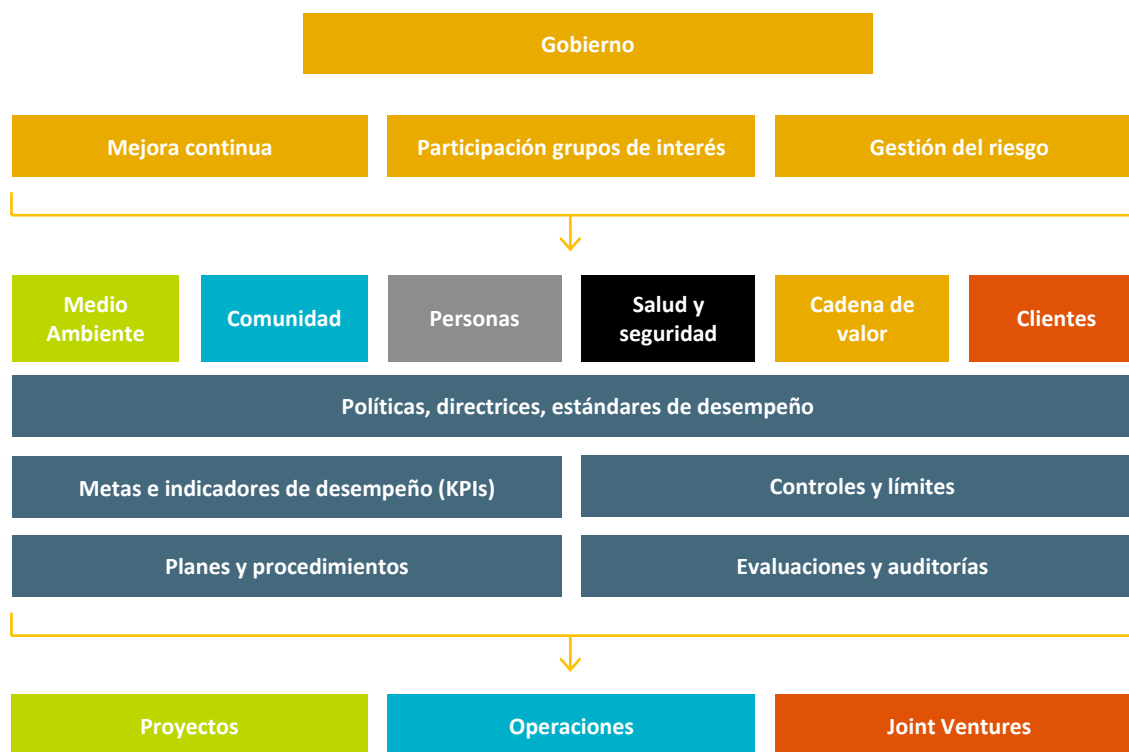 Gobierno
Mejora continua
Participación grupos de interés
Gestión del riesgo
Medio
Ambiente
Comunidad
Personas
Salud y
seguridad
Cadena de
valor
Clientes
Políticas, directrices, estándares de desempeño
Metas e indicadores de desempeño (KPIs)
Controles y límites
Planes y procedimientos
Evaluaciones y auditorías
Proyectos
Operaciones
Joint Ventures